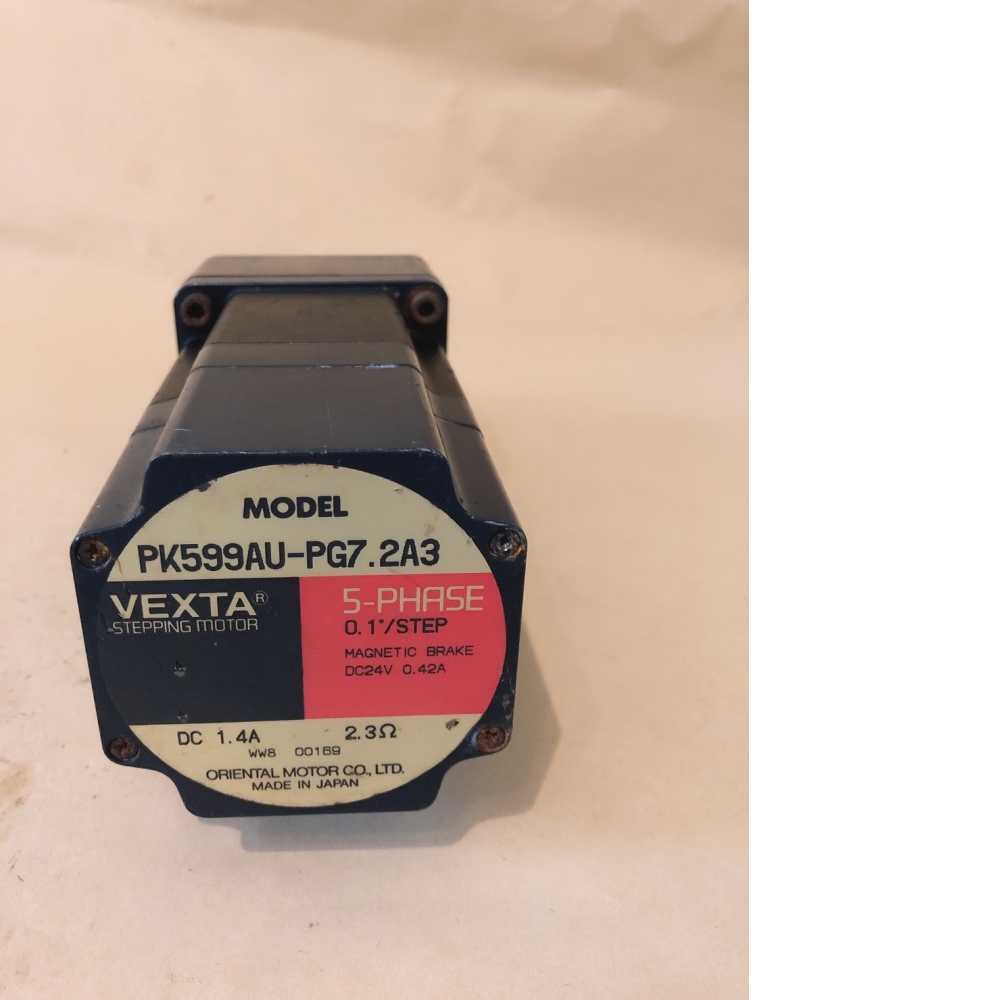 MODEL
PK599AU-PG7.2A3
VEXTA®
STEPPING MOTOR
5-PHASE
0.1°/STEP
MAGNETIC BRAKE
DC24V 0.42A
DC 1.4A 2.3Ω
WW8 00169
ORIENTAL MOTOR CO., LTD.
MADE IN JAPAN